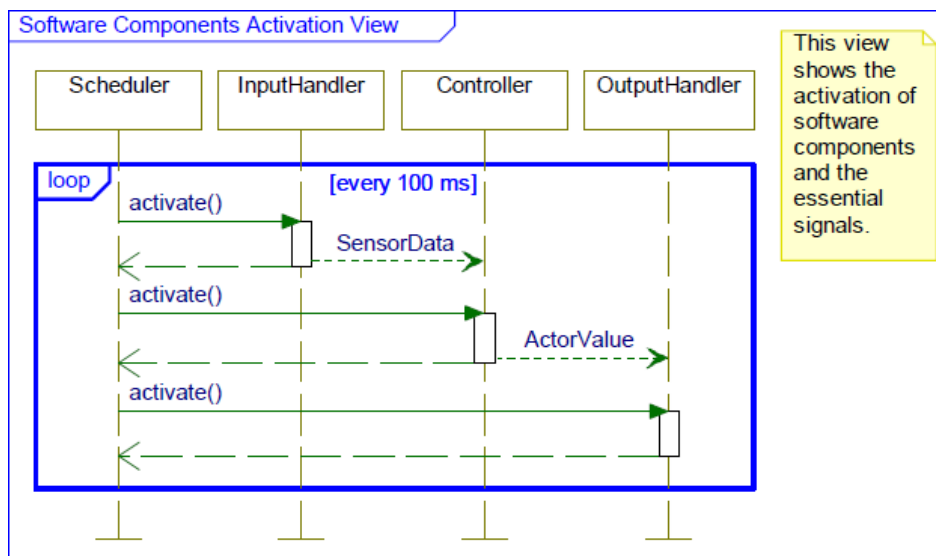 Software Components Activation View
This view
shows the
activation of
software
components
and the
essential
signals.
Scheduler
InputHandler
Controller
OutputHandler
loop
[every 100 ms]
activate()
SensorData
activate()
ActorValue
activate()